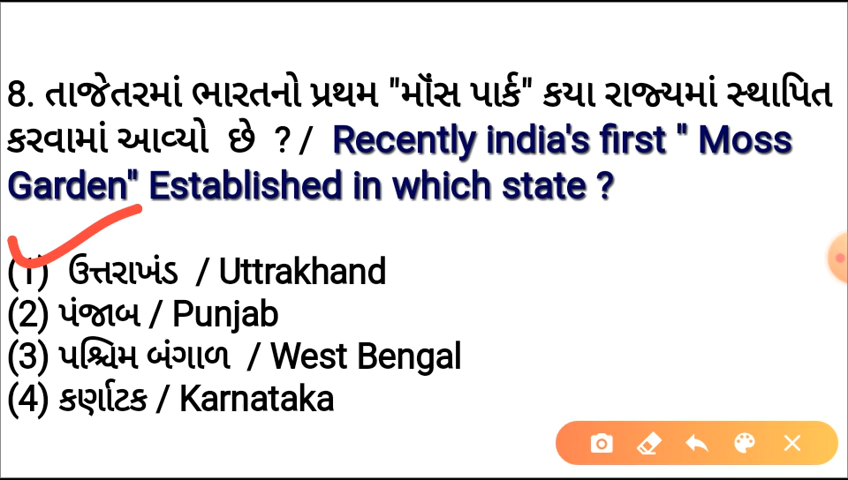 8. તાજેતરમાં ભારતનો પ્રથમ "મૉસ પાર્ક" કયા રાજ્યમાં સ્થાપિત
કરવામાં આવ્યો છે ? / Recently india's first " Moss
Garden" Established in which state ?
(1) ઉત્તરાખંડ / Uttrakhand
(2) પંજાબ / Punjab
(3) પશ્ચિમ બંગાળ / West Bengal
(4) કર્ણાટક / Karnataka